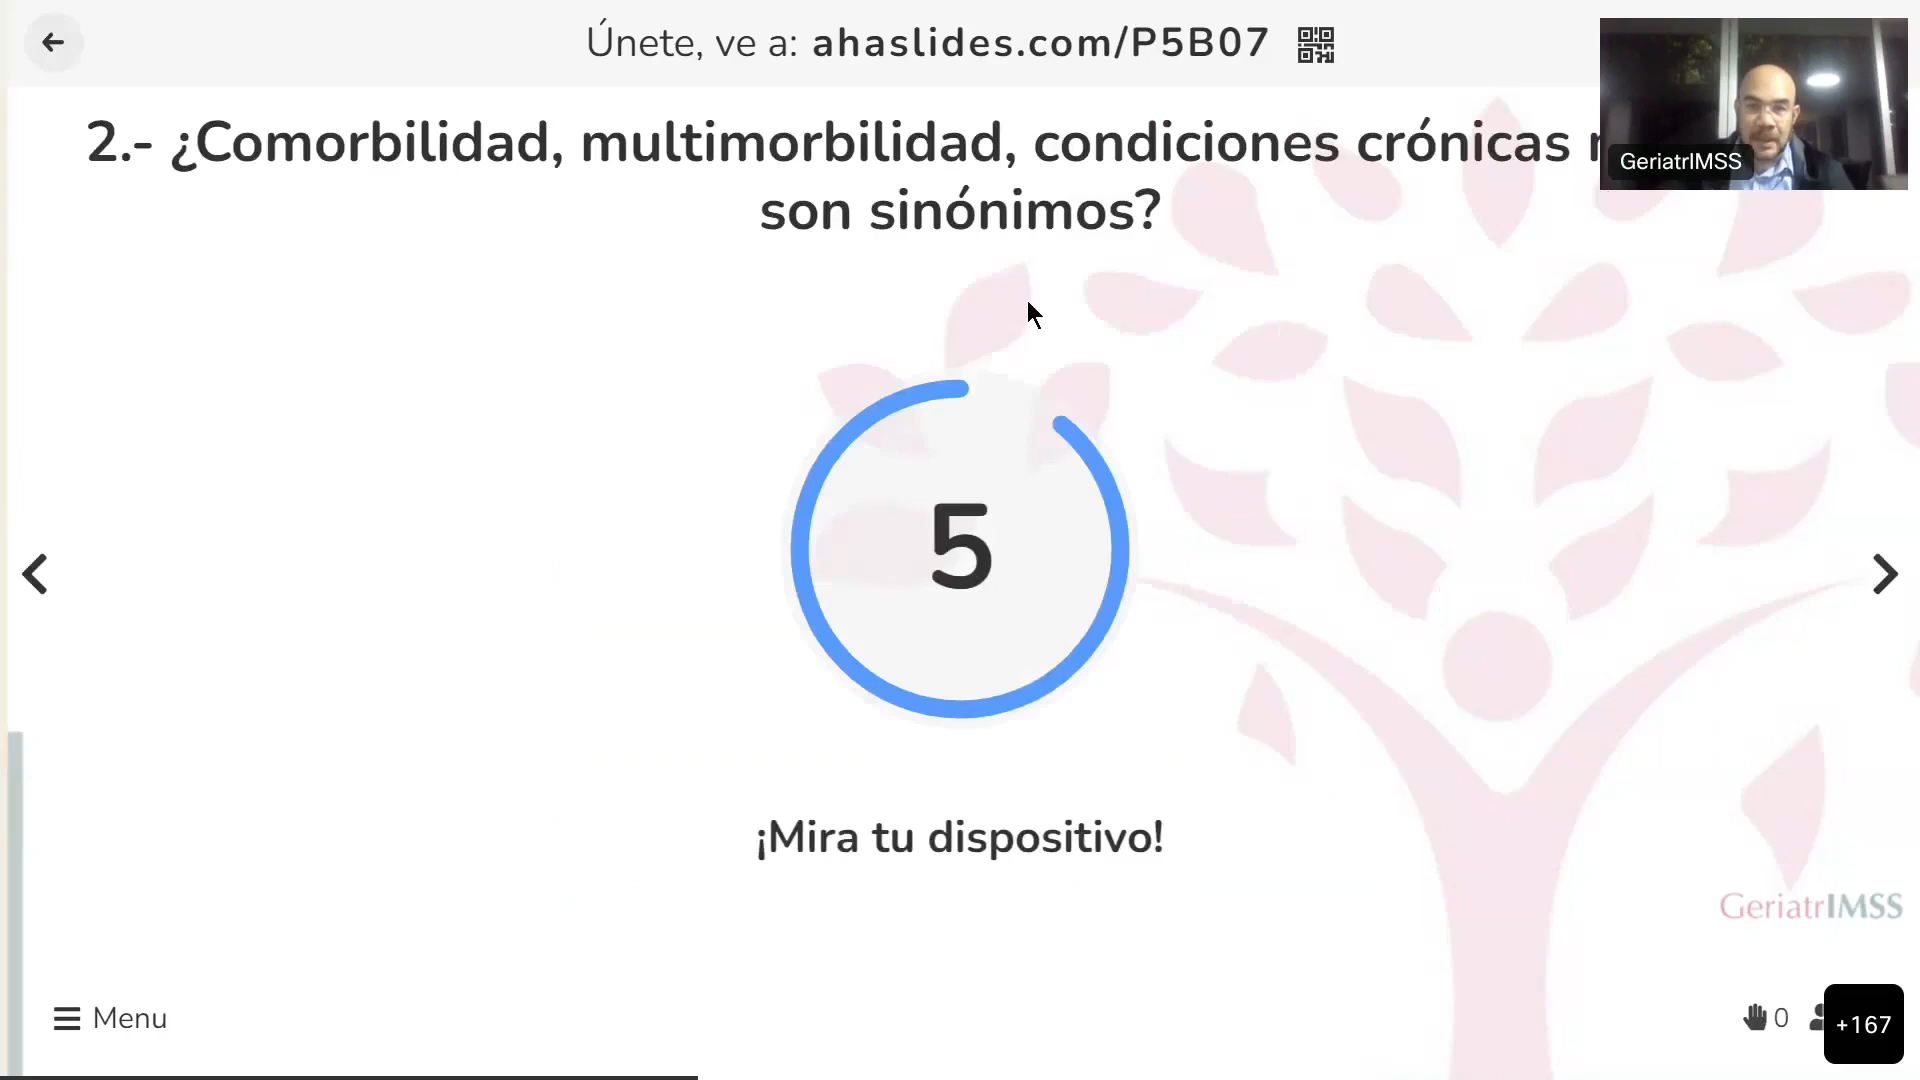 Únete, ve a: ahaslides.com/P5B07
2.- ¿Comorbilidad, multimorbilidad, condiciones crónicas
son sinónimos?
GeriatrIMSS
5
¡Mira tu dispositivo!
GeriatrIMSS
Menu
0
+167